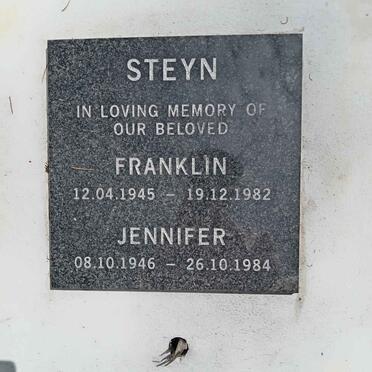 STEYN
IN LOVING MEMORY OF
OUR BELOVED
FRANKLIN
12.04.1945 – 19.12.1982
JENNIFER
08.10.1946 – 26.10.1984